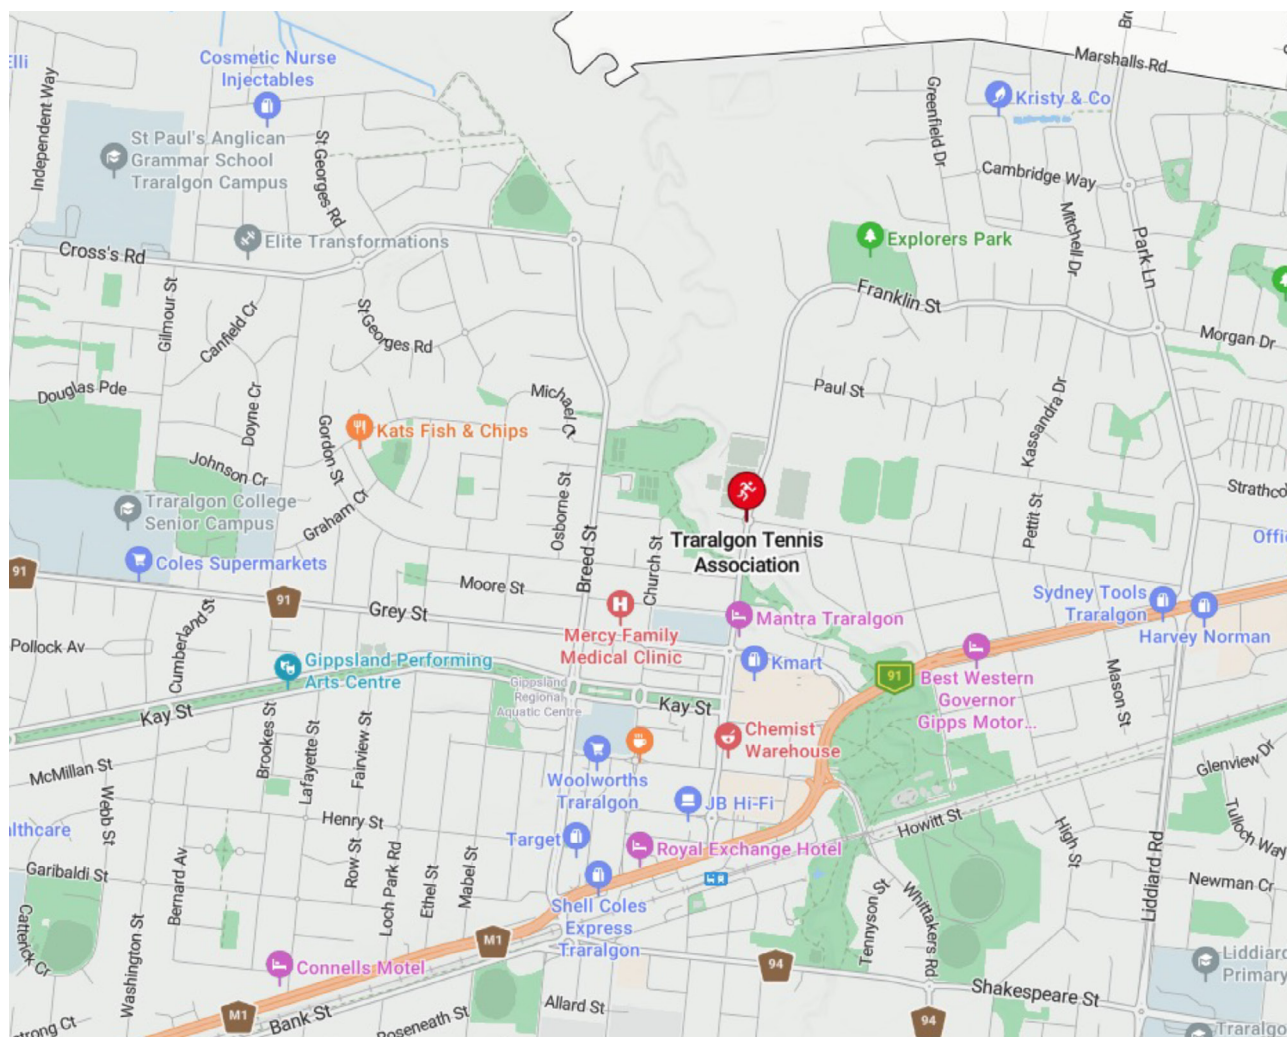 Marshalls Rd
Elli
Cosmetic Nurse
Injectables
Kristy & Co
Independent Way
St Georges Rd
Greenfield Dr
St Paul's Anglican
Grammar School
Traralgon Campus
Cambridge Way
Mitchell Dr
Park Ln
Elite Transformations
Explorers Park
Cross's Rd
Gilmour St
Canfield Cr
St Georges Rd
Franklin St
Morgan Dr
Douglas Pde
Doyne Cr
Gordon St
Michael Ct
Paul St
Kassandra Dr
Kats Fish & Chips
Johnson Cr
Graham Cr
Osborne St
Breed St
Traralgon College
Senior Campus
Pettit St
Traralgon Tennis
Association
Church St
Coles Supermarkets
91
91
Moore St
Grey St
Mercy Family
Medical Clinic
Mantra Traralgon
Sydney Tools
Traralgon
Harvey Norman
Pollock Av
Cumberland St
Gippsland Performing
Arts Centre
Kmart
91
Best Western
Governor
Gipps Motor...
Mason St
Gippsland
Regional
Aquatic Centre
Kay St
Kay St
Chemist
Warehouse
Brookes St
Lafayette St
Fairview St
McMillan St
Webb St
Woolworths
Traralgon
JB Hi-Fi
Glenview Dr
Tulloch Way
althcare
Henry St
Target
Royal Exchange Hotel
Howitt St
High St
Liddiard Rd
Garibaldi St
Bernard Av
Row St
Loch Park Rd
Ethel St
Mabel St
Shell Coles
Express
Traralgon
Tennyson St
Whittakers Rd
Newman Cr
Catterick Cr
Washington St
M1
Connells Motel
94
Liddiard
Primary
Shakespeare St
M1
Bank St
Roseneath St
Allard St
94